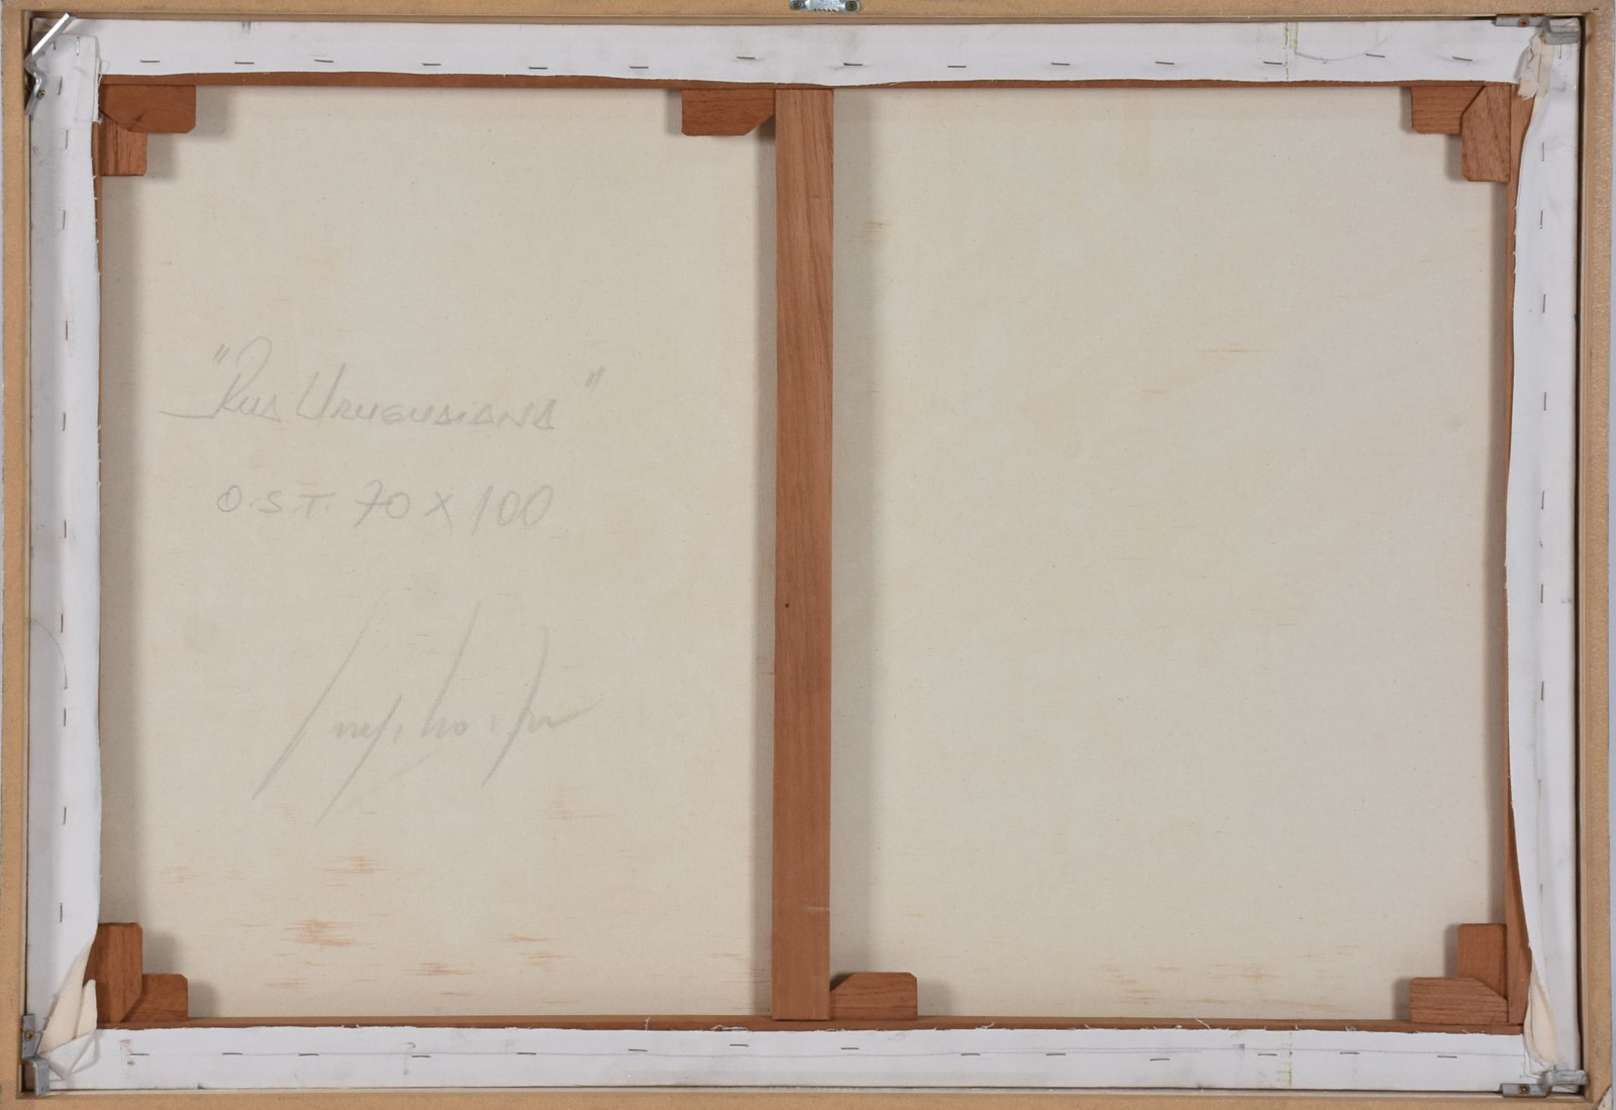 "Rua Uruguaiana"
O.S.T. 70 X 100